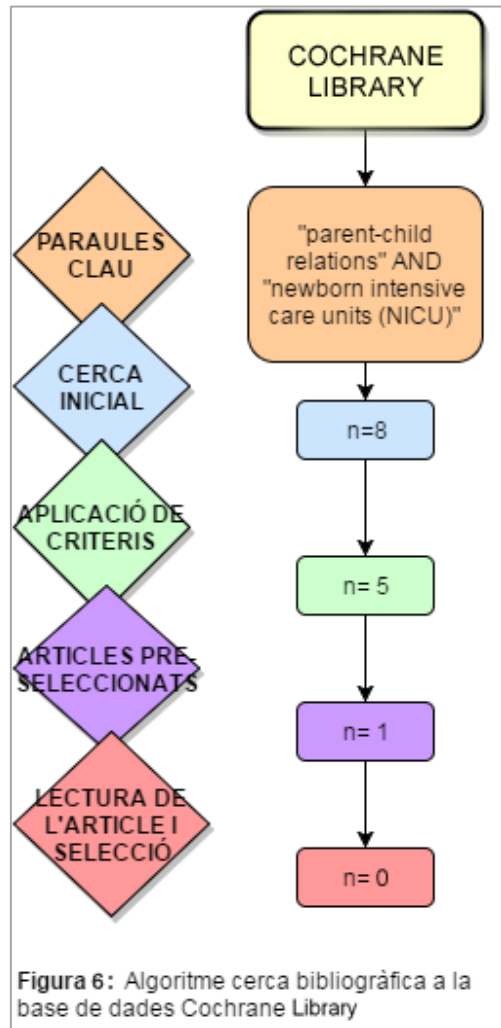 COCHRANE
LIBRARY
PARAULES
CLAU
"parent-child
relations" AND
"newborn intensive
care units (NICU)"
CERCA
INICIAL
n=8
APLICACIÓ DE
CRITERIS
n= 5
ARTICLES PRE-
SELECCIONATS
n= 1
LECTURA DE
L'ARTICLE I
SELECCIÓ
n= 0
Figura 6: Algoritme cerca bibliogràfica a la
base de dades Cochrane Library